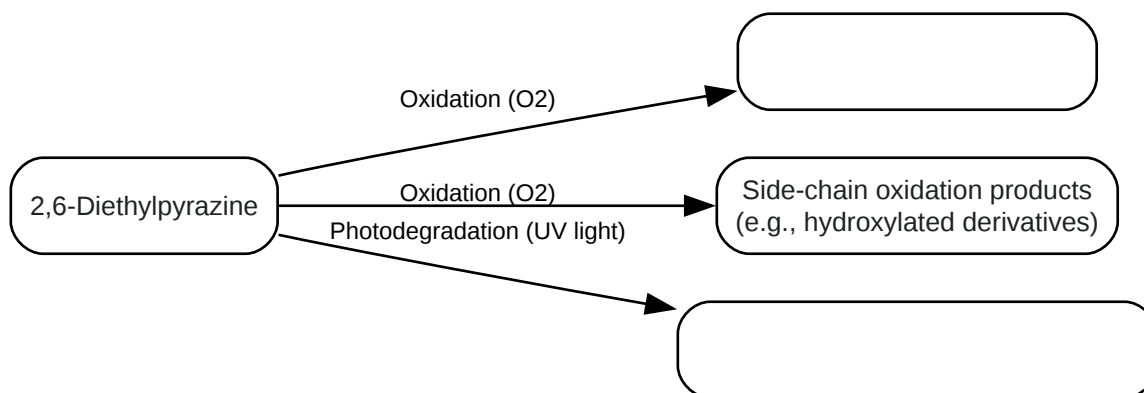 Oxidation (O2)
2,6-Diethylpyrazine
Oxidation (O2)
Side-chain oxidation products
(e.g., hydroxylated derivatives)
Photodegradation (UV light)